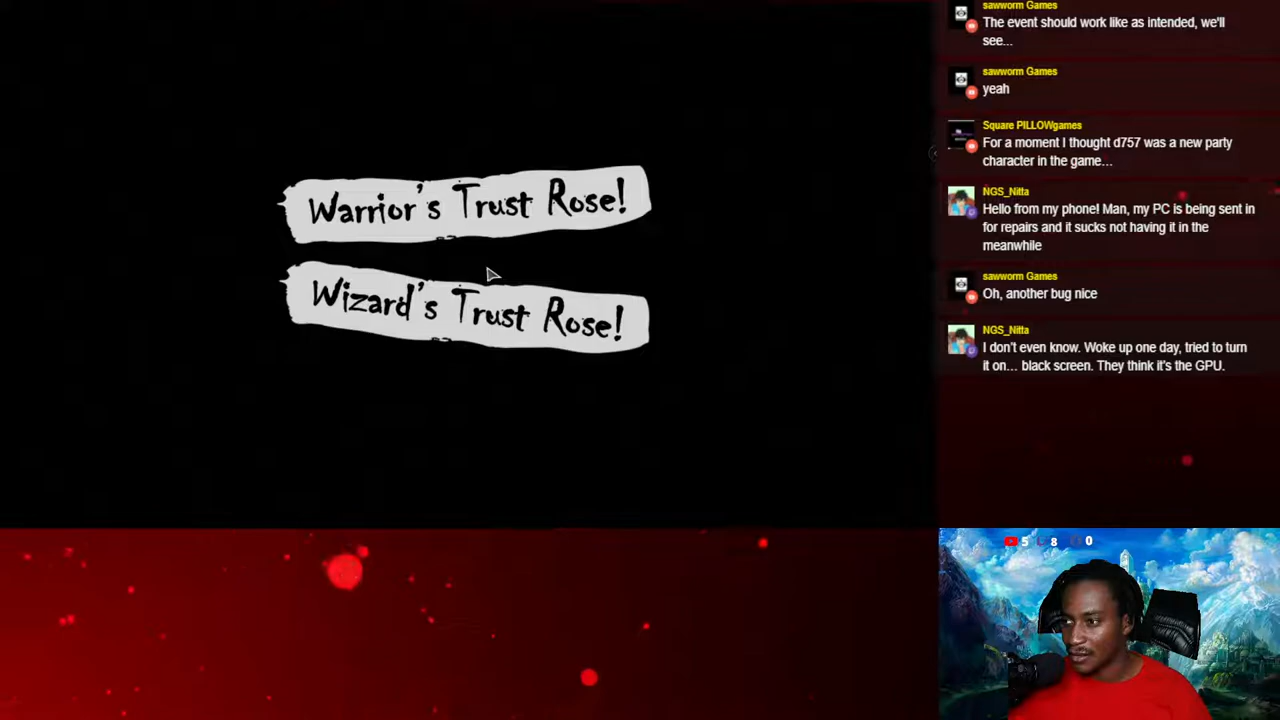 Warrior's Trust Rose!
Wizard's Trust Rose!
sawworm Games
The event should work like as intended, we'll
see...
sawworm Games
yeah
Square PILLOWgames
For a moment I thought d757 was a new party
character in the game...
NGS_Nitta
Hello from my phone! Man, my PC is being sent in
for repairs and it sucks not having it in the
meanwhile
sawworm Games
Oh, another bug nice
NGS_Nitta
I don't even know. Woke up one day, tried to turn
it on... black screen. They think it's the GPU.
5 8 0